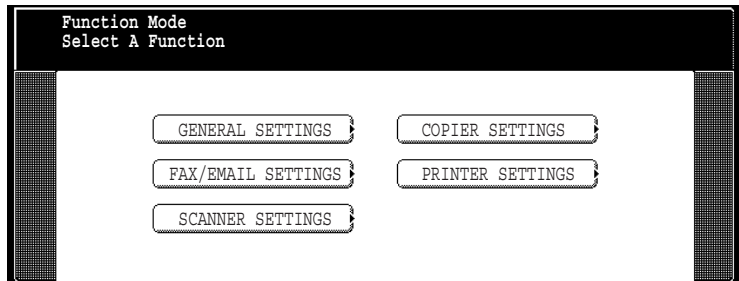 Function Mode
Select A Function
GENERAL SETTINGS
COPIER SETTINGS
FAX/EMAIL SETTINGS
PRINTER SETTINGS
SCANNER SETTINGS